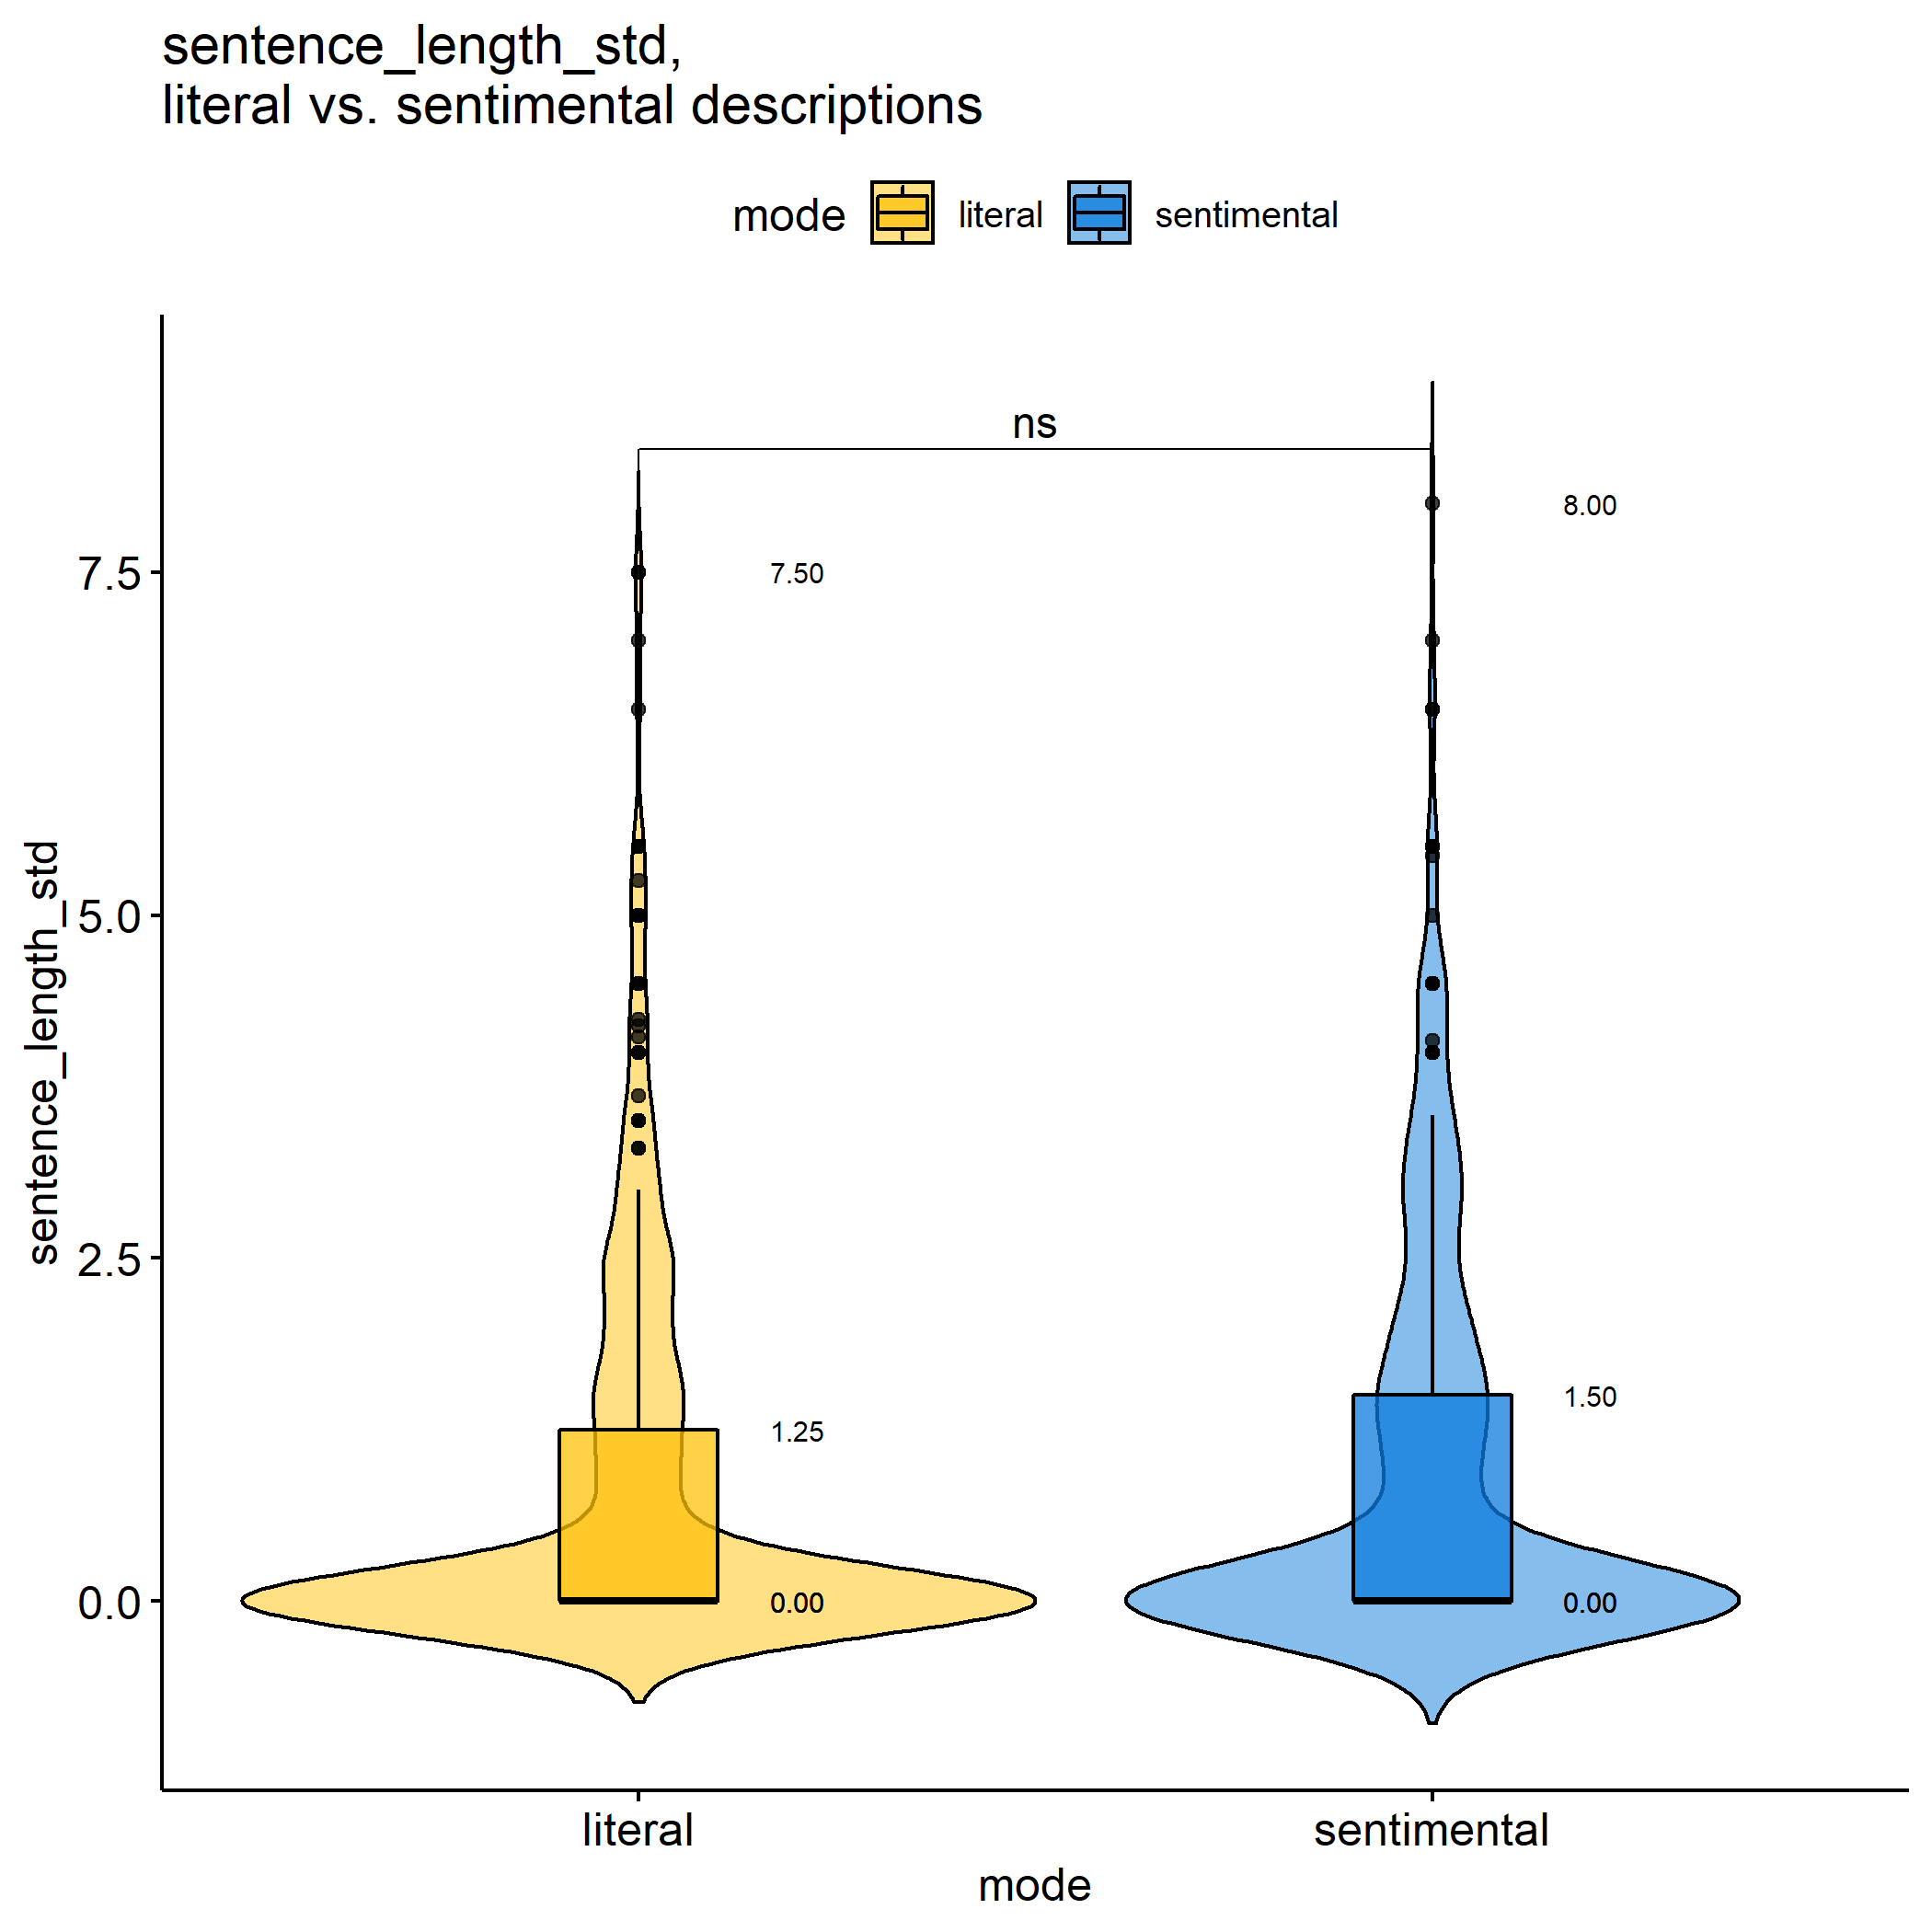 sentence_length_std,
literal vs. sentimental descriptions
mode literal sentimental
ns
8.00
7.50
7.5
5.0
sentence_length_std
2.5
1.50
1.25
0.0
0.00
0.00
literal sentimental
mode